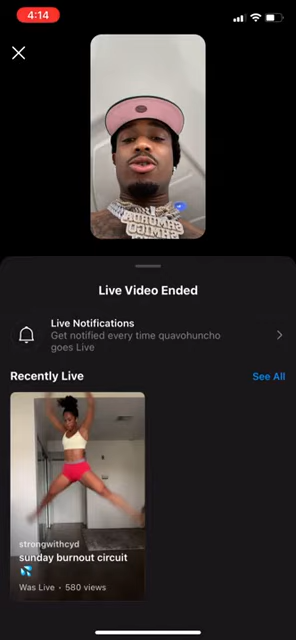 4:14
Live Video Ended
Live Notifications
Get notified every time quavohuncho
goes Live
Recently Live
See All
strongwithcyd
sunday burnout circuit
💦
Was Live · 580 views